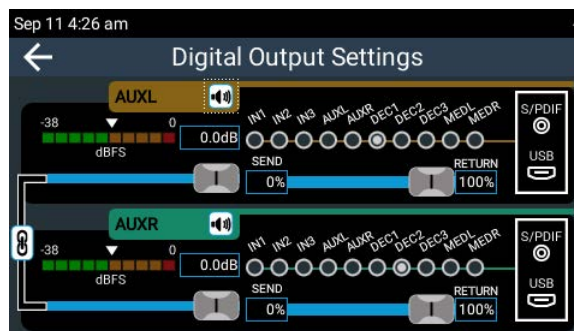 Sep 11 4:26 am
Digital Output Settings
AUXL
-38 0
dBFS
0.0dB
IN1 IN2 IN3 AUXL AUXR DEC1 DEC2 DEC3 MEDL MEDR
SEND
0%
RETURN
100%
S/PDIF
USB
AUXR
-38 0
dBFS
0.0dB
IN1 IN2 IN3 AUXL AUXR DEC1 DEC2 DEC3 MEDL MEDR
SEND
0%
RETURN
100%
S/PDIF
USB